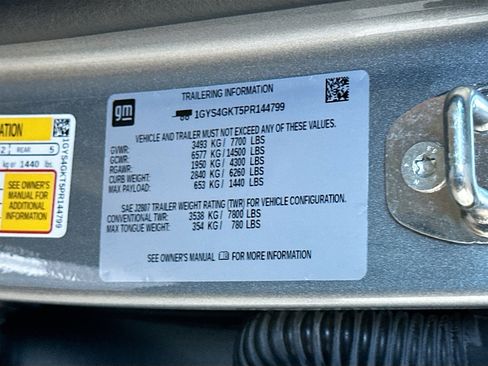 gm
TRAILERING INFORMATION
1GYS4GKT5PR144799
VEHICLE AND TRAILER MUST NOT EXCEED ANY OF THESE VALUES.
GVWR: 3493 KG/ 7700 LBS
GCWR: 6577 KG/14500 LBS
RGAWR: 1950 KG/ 4300 LBS
CURB WEIGHT: 2840 KG/ 6260 LBS
MAX PAYLOAD: 653 KG/ 1440 LBS
SAE J2807 TRAILER WEIGHT RATING (TWR) FOR VEHICLE CONFIGURATION.
CONVENTIONAL TWR: 3538 KG/ 7800 LBS
MAX TONGUE WEIGHT: 354 KG/ 780 LBS
SEE OWNER'S MANUAL FOR MORE INFORMATION
ATION
2 REAR 5
kg or 1440 lbs.
SEE OWNER'S
MANUAL FOR
ADDITIONAL
INFORMATION
1GYS4GKT5PR144799